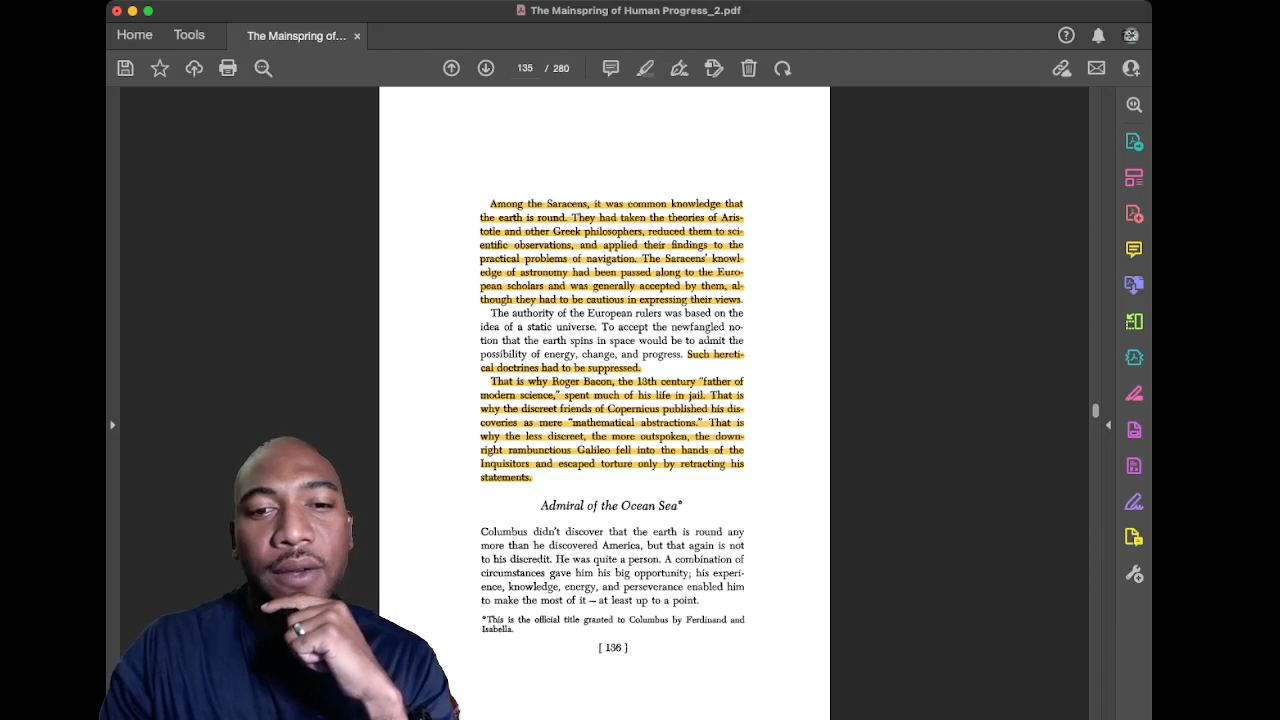 The Mainspring of Human Progress_2.pdf
Home
Tools
The Mainspring of...
135 / 280
Among the Saracens, it was common knowledge that
the earth is round. They had taken the theories of Aris-
totle and other Greek philosophers, reduced them to sci-
entific observations, and applied their findings to the
practical problems of navigation. The Saracens' knowl-
edge of astronomy had been passed along to the Euro-
pean scholars and was generally accepted by them, al-
though they had to be cautious in expressing their views.
The authority of the European rulers was based on the
idea of a static universe. To accept the newfangled no-
tion that the earth spins in space would be to admit the
possibility of energy, change, and progress. Such hereti-
cal doctrines had to be suppressed.
That is why Roger Bacon, the 13th century "father of
modern science," spent much of his life in jail. That is
why the discreet friends of Copernicus published his dis-
coveries as mere "mathematical abstractions." That is
why the less discreet, the more outspoken, the down-
right rambunctious Galileo fell into the hands of the
Inquisitors and escaped torture only by retracting his
statements.
Admiral of the Ocean Sea*
Columbus didn't discover that the earth is round any
more than he discovered America, but that again is not
to his discredit. He was quite a person. A combination of
circumstances gave him his big opportunity; his experi-
ence, knowledge, energy, and perseverance enabled him
to make the most of it — at least up to a point.
*This is the official title granted to Columbus by Ferdinand and
Isabella.
[ 136 ]